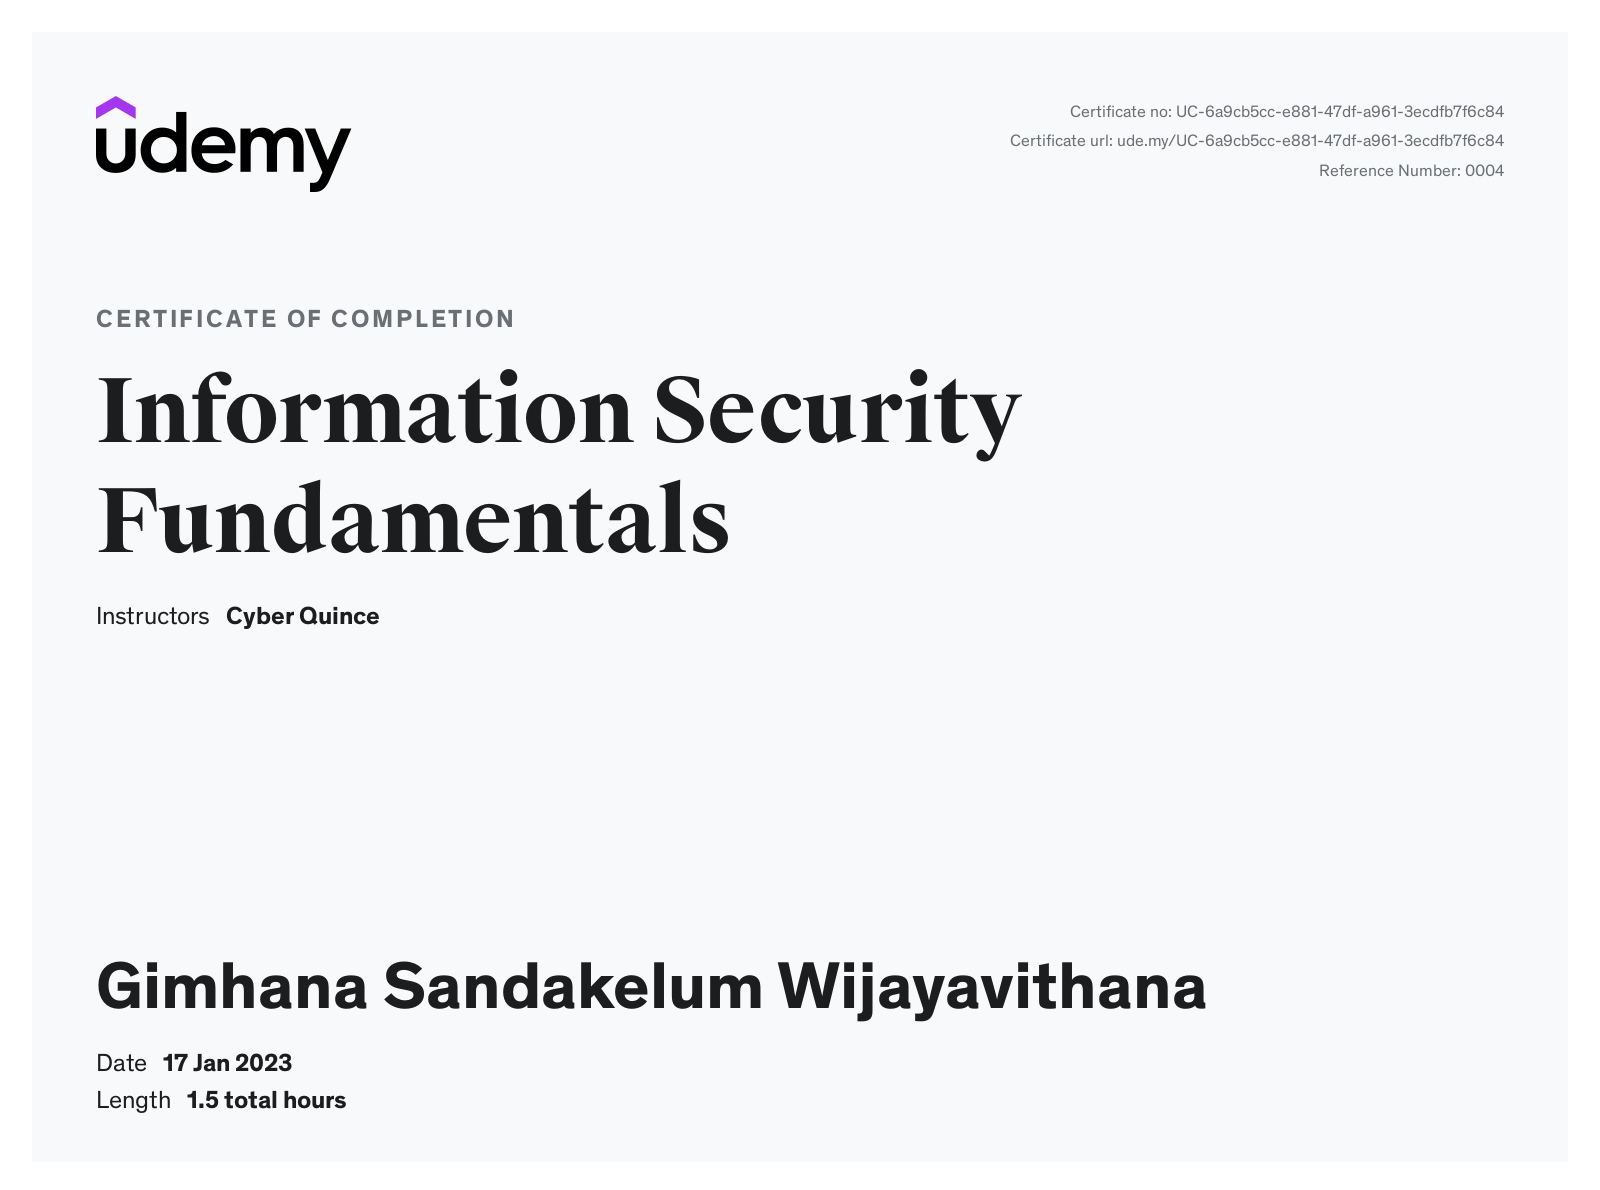 udemy
Certificate no: UC-6a9cb5cc-e881-47df-a961-3ecdfb7f6c84
Certificate url: ude.my/UC-6a9cb5cc-e881-47df-a961-3ecdfb7f6c84
Reference Number: 0004
CERTIFICATE OF COMPLETION
Information Security
Fundamentals
Instructors Cyber Quince
Gimhana Sandakelum Wijayavithana
Date 17 Jan 2023
Length 1.5 total hours